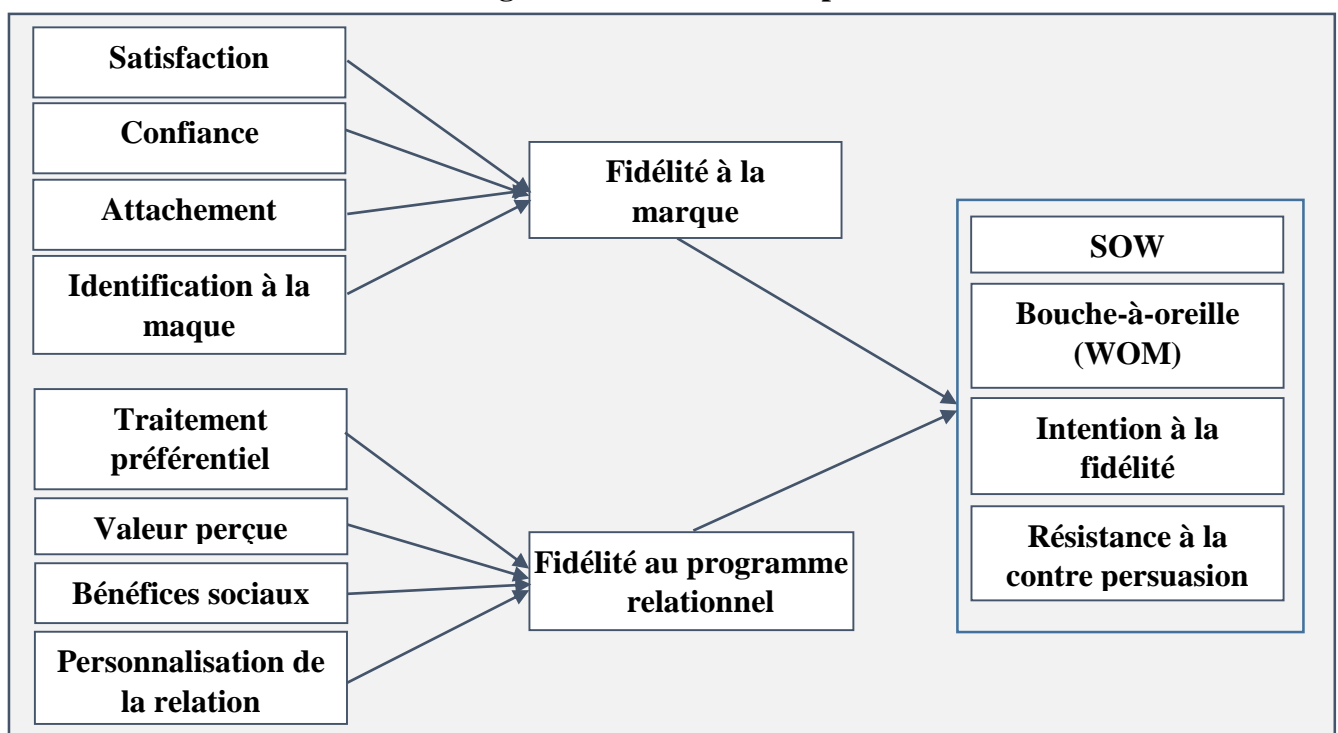 Satisfaction
Confiance
Attachement
Identification à la
maque
Traitement
préférentiel
Valeur perçue
Bénéfices sociaux
Personnalisation de
la relation
Fidélité à la
marque
Fidélité au programme
relationnel
SOW
Bouche-à-oreille
(WOM)
Intention à la
fidélité
Résistance à la
contre persuasion